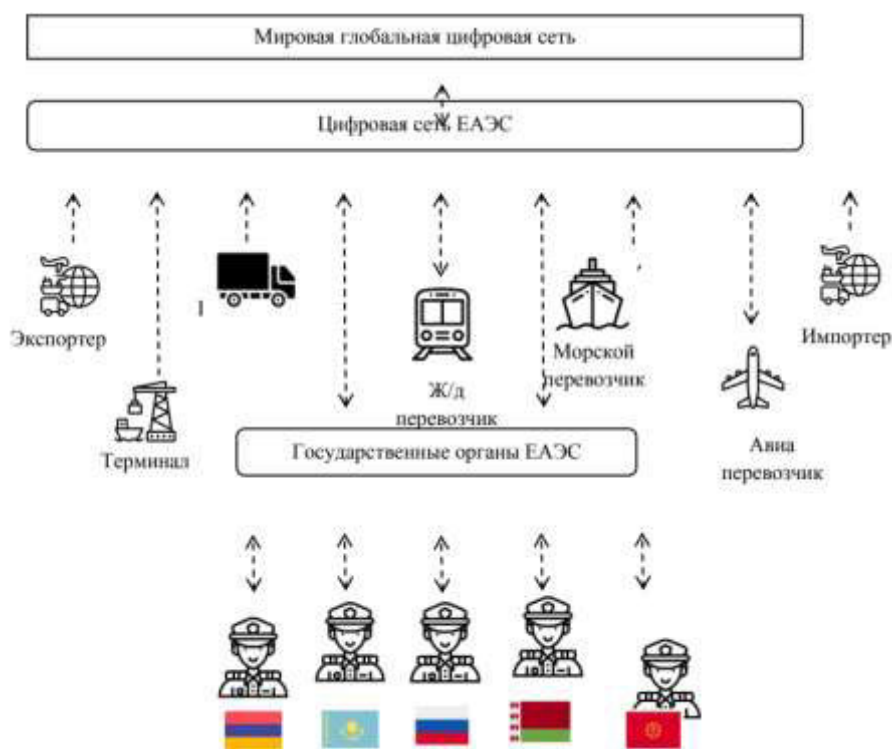 Мировая глобальная цифровая сеть
Цифровая сеть ЕАЭС
Экспортер
Морской
перевозчик
Импортер
Ж/д
перевозчик
Терминал
Государственные органы ЕАЭС
Авиа
перевозчик